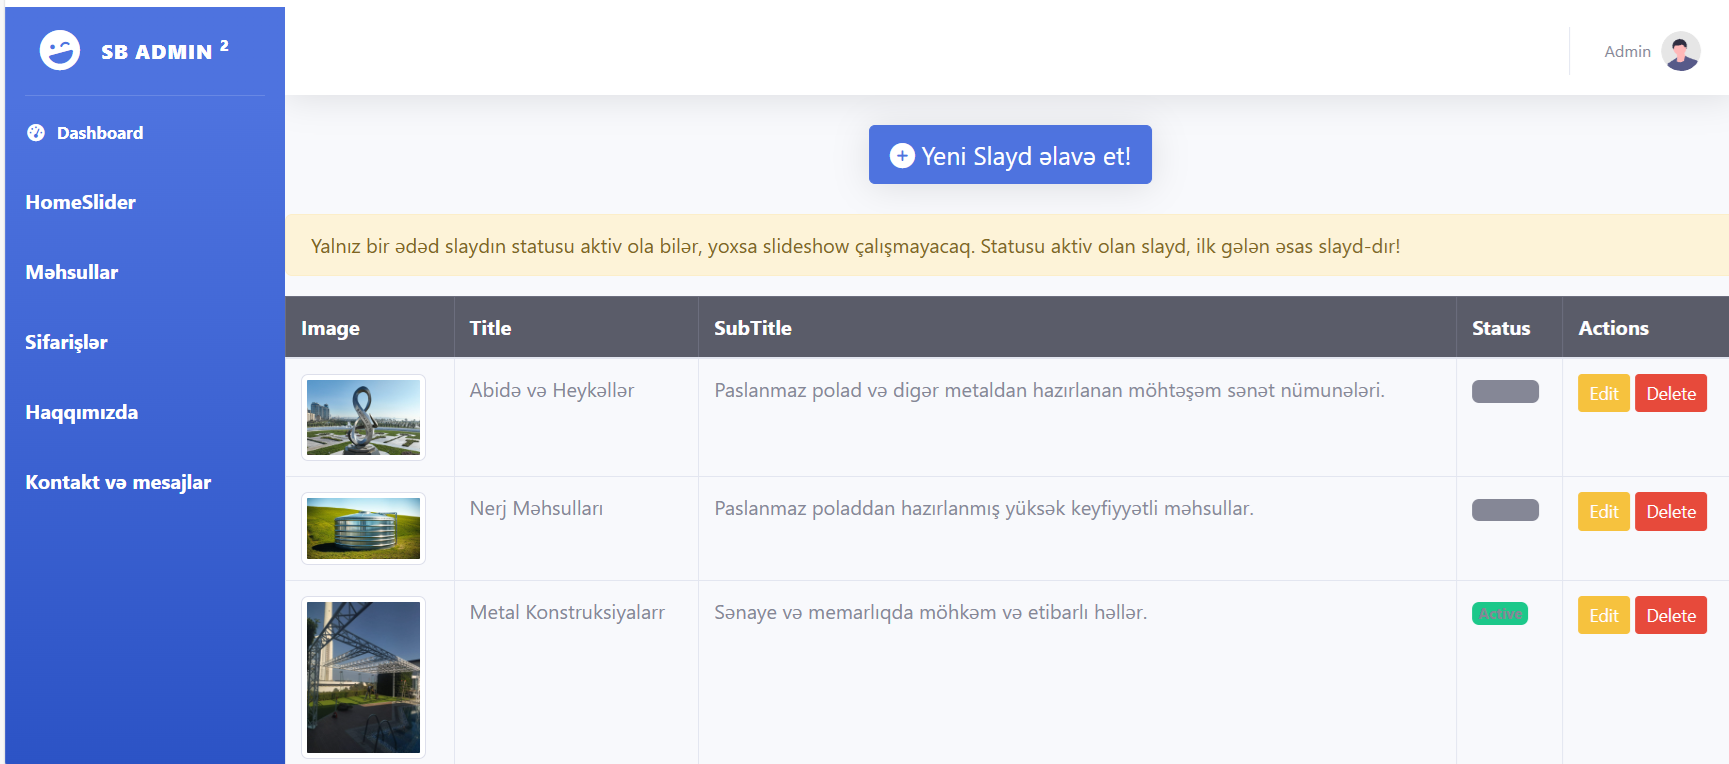 SB ADMIN 2
Admin
Dashboard
HomeSlider
Məhsullar
Sifarişlər
Haqqımızda
Kontakt və mesajlar
Yeni Slayd əlavə et!
Yalnız bir ədəd slaydın statusu aktiv ola bilər, yoxsa slideshow çalışmayacaq. Statusu aktiv olan slayd, ilk gələn əsas slayd-dır!
Image Title SubTitle Status Actions
Abidə və Heykəllər Paslanmaz polad və digər metaldan hazırlanan möhtəşəm sənət nümunələri. Edit Delete
Nerj Məhsulları Paslanmaz poladdan hazırlanmış yüksək keyfiyyətli məhsullar. Edit Delete
Metal Konstruksiyalarr Sənaye və memarlıqda möhkəm və etibarlı həllər. Active Edit Delete